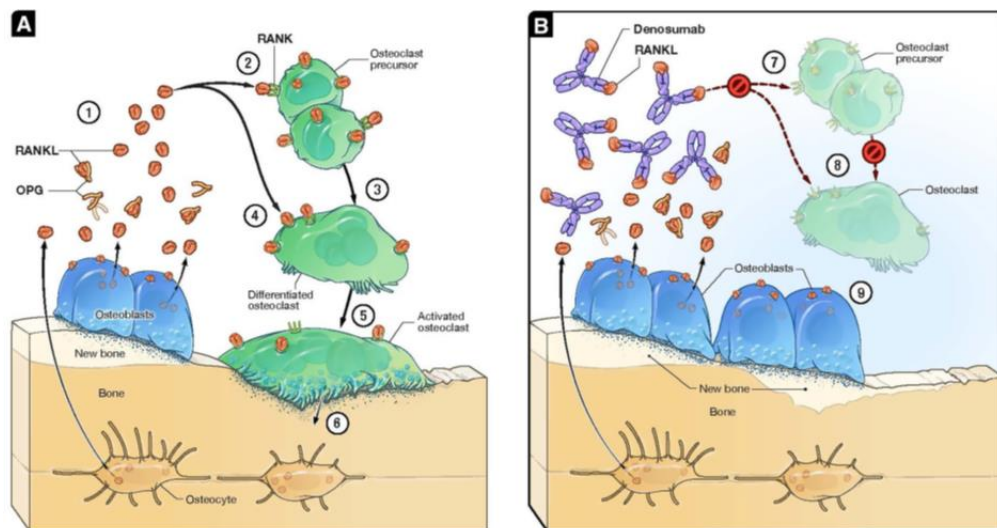 A
RANK
Osteoclast
precursor
2
1
RANKL
OPG
3
4
Differentiated
osteoclast
5
Activated
osteoclast
Osteoblasts
New bone
Bone
6
Osteocyte
B
Denosumab
RANKL
7
Osteoclast
precursor
8
Osteoclast
Osteoblasts
9
New bone
Bone